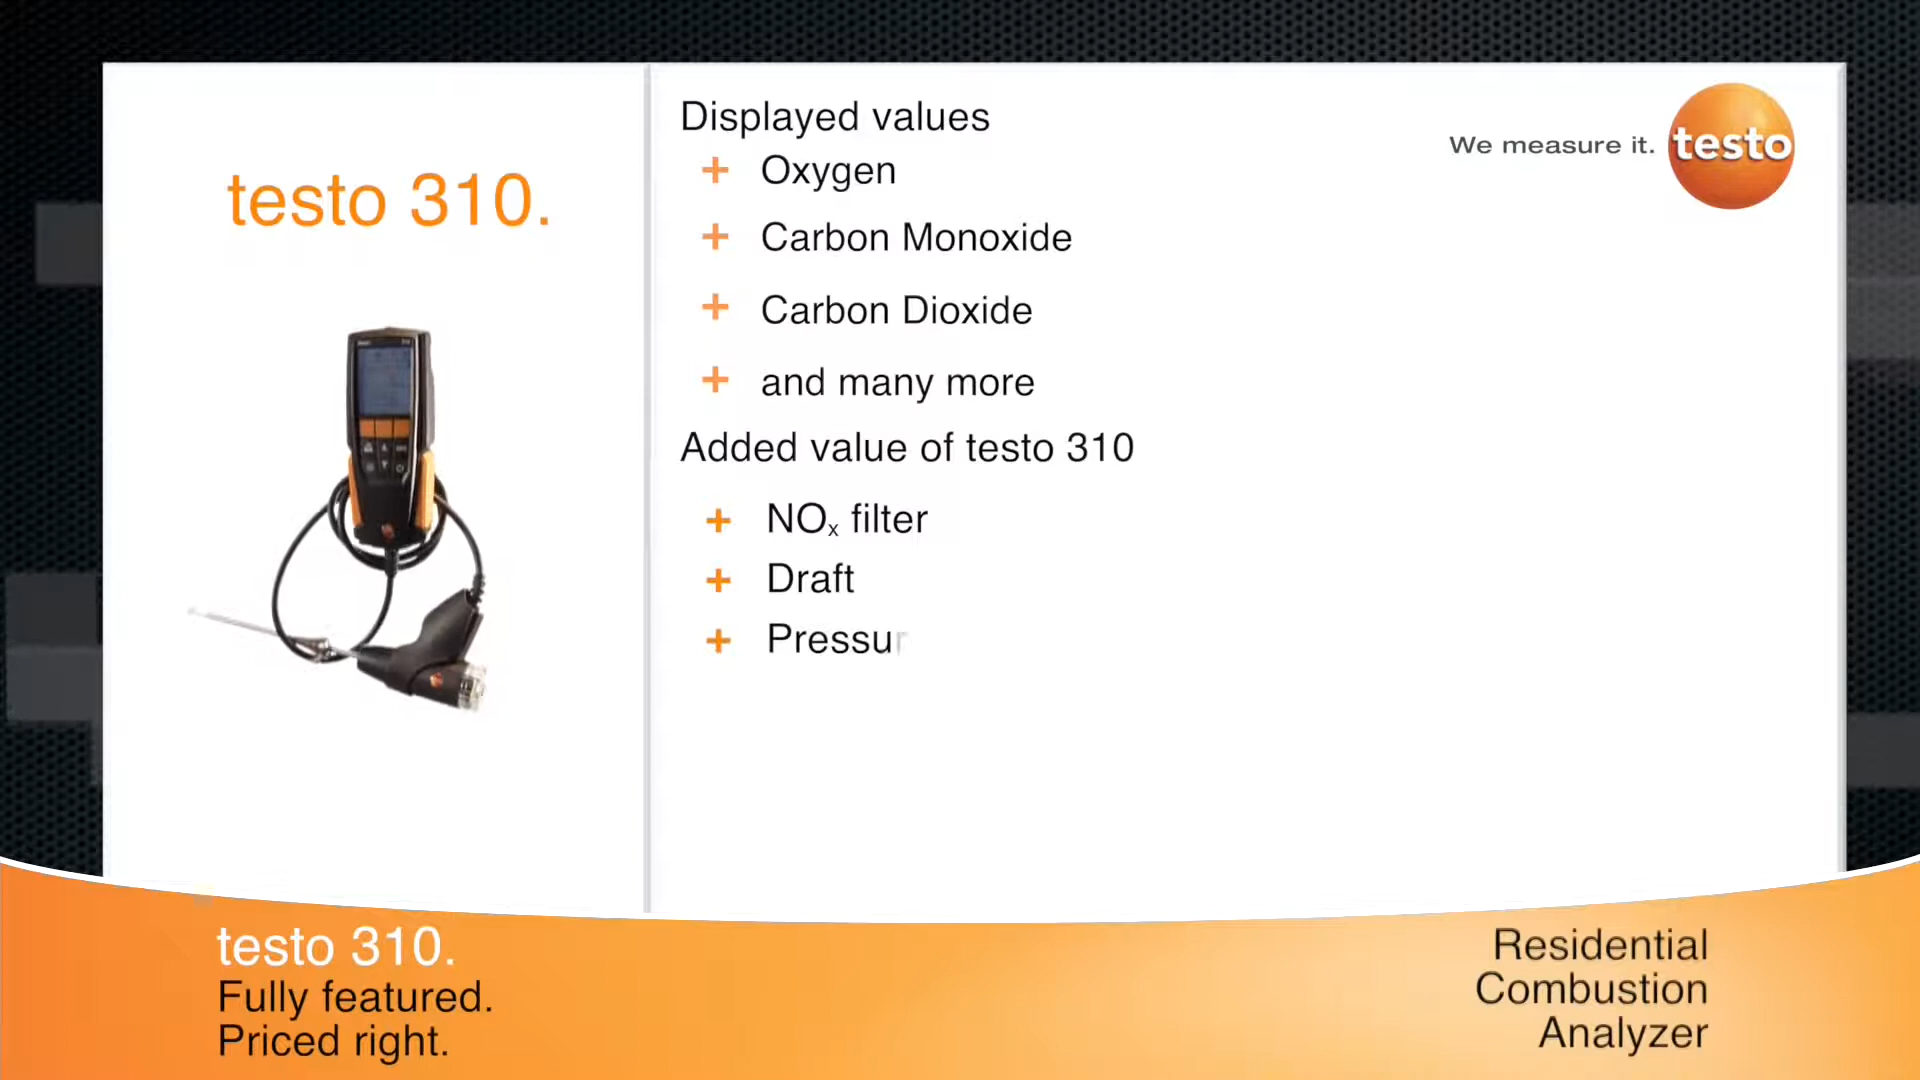 testo 310.
Displayed values
+ Oxygen
+ Carbon Monoxide
+ Carbon Dioxide
+ and many more
Added value of testo 310
+ NOₓ filter
+ Draft
+ Pressur
We measure it. testo
testo 310.
Fully featured.
Priced right.
Residential
Combustion
Analyzer